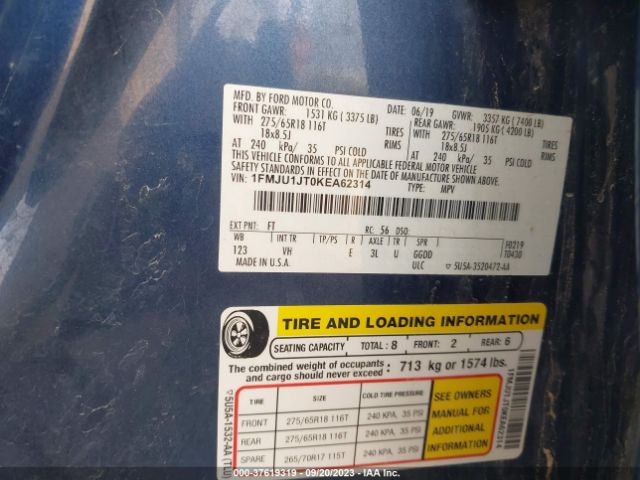 MFD. BY FORD MOTOR CO.
DATE: 06/19 GVWR: 3357 KG ( 7400 LB)
FRONT GAWR: 1531 KG ( 3375 LB) REAR GAWR: 1905 KG ( 4200 LB)
WITH 275/65R18 116T TIRES WITH 275/65R18 116T TIRES
18x8.5J RIMS 18x8.5J RIMS
AT 240 kPa/ 35 PSI COLD AT 240 kPa/ 35 PSI COLD
THIS VEHICLE CONFORMS TO ALL APPLICABLE FEDERAL MOTOR VEHICLE
SAFETY STANDARDS IN EFFECT ON THE DATE OF MANUFACTURE
SHOWN ABOVE.
VIN: 1FMJU1JT0KEA62314
TYPE: MPV
EXT PNT: FT RC: 56 DSO:
WB INT TR TP/PS R AXLE TR SPR F0219
123 VH E 3L U GGDD T0430
MADE IN U.S.A. ULC ▽ 5U5A-3520472-AA
TIRE AND LOADING INFORMATION
SEATING CAPACITY TOTAL: 8 FRONT: 2 REAR: 6
The combined weight of occupants and cargo should never exceed : 713 kg or 1574 lbs.
TIRE SIZE COLD TIRE PRESSURE
FRONT 275/65R18 116T 240 KPA, 35 PSI
REAR 275/65R18 116T 240 KPA, 35 PSI
SPARE 265/70R17 115T 240 KPA, 35 PSI
SEE OWNERS
MANUAL FOR
ADDITIONAL
INFORMATION
▽5U5A-1532-AA
1FMJU1JT0KEA62314
000-37619319 - 09/20/2023 - IAA Inc.